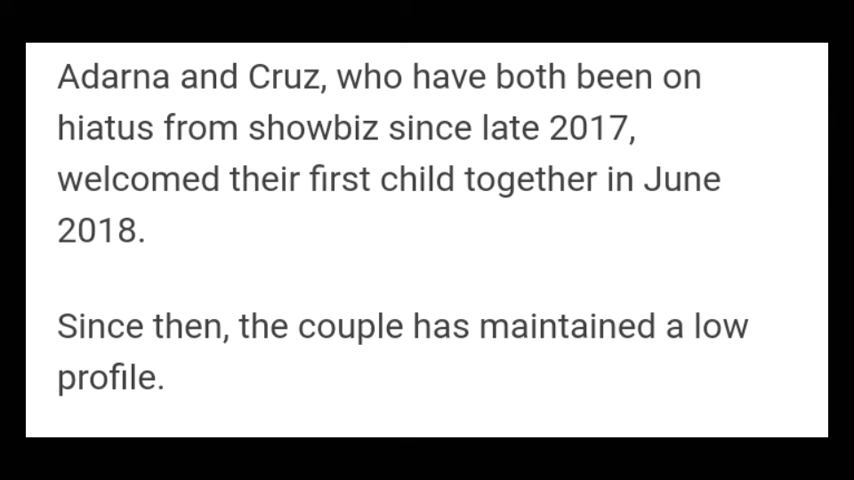 Adarna and Cruz, who have both been on
hiatus from showbiz since late 2017,
welcomed their first child together in June
2018.
Since then, the couple has maintained a low
profile.